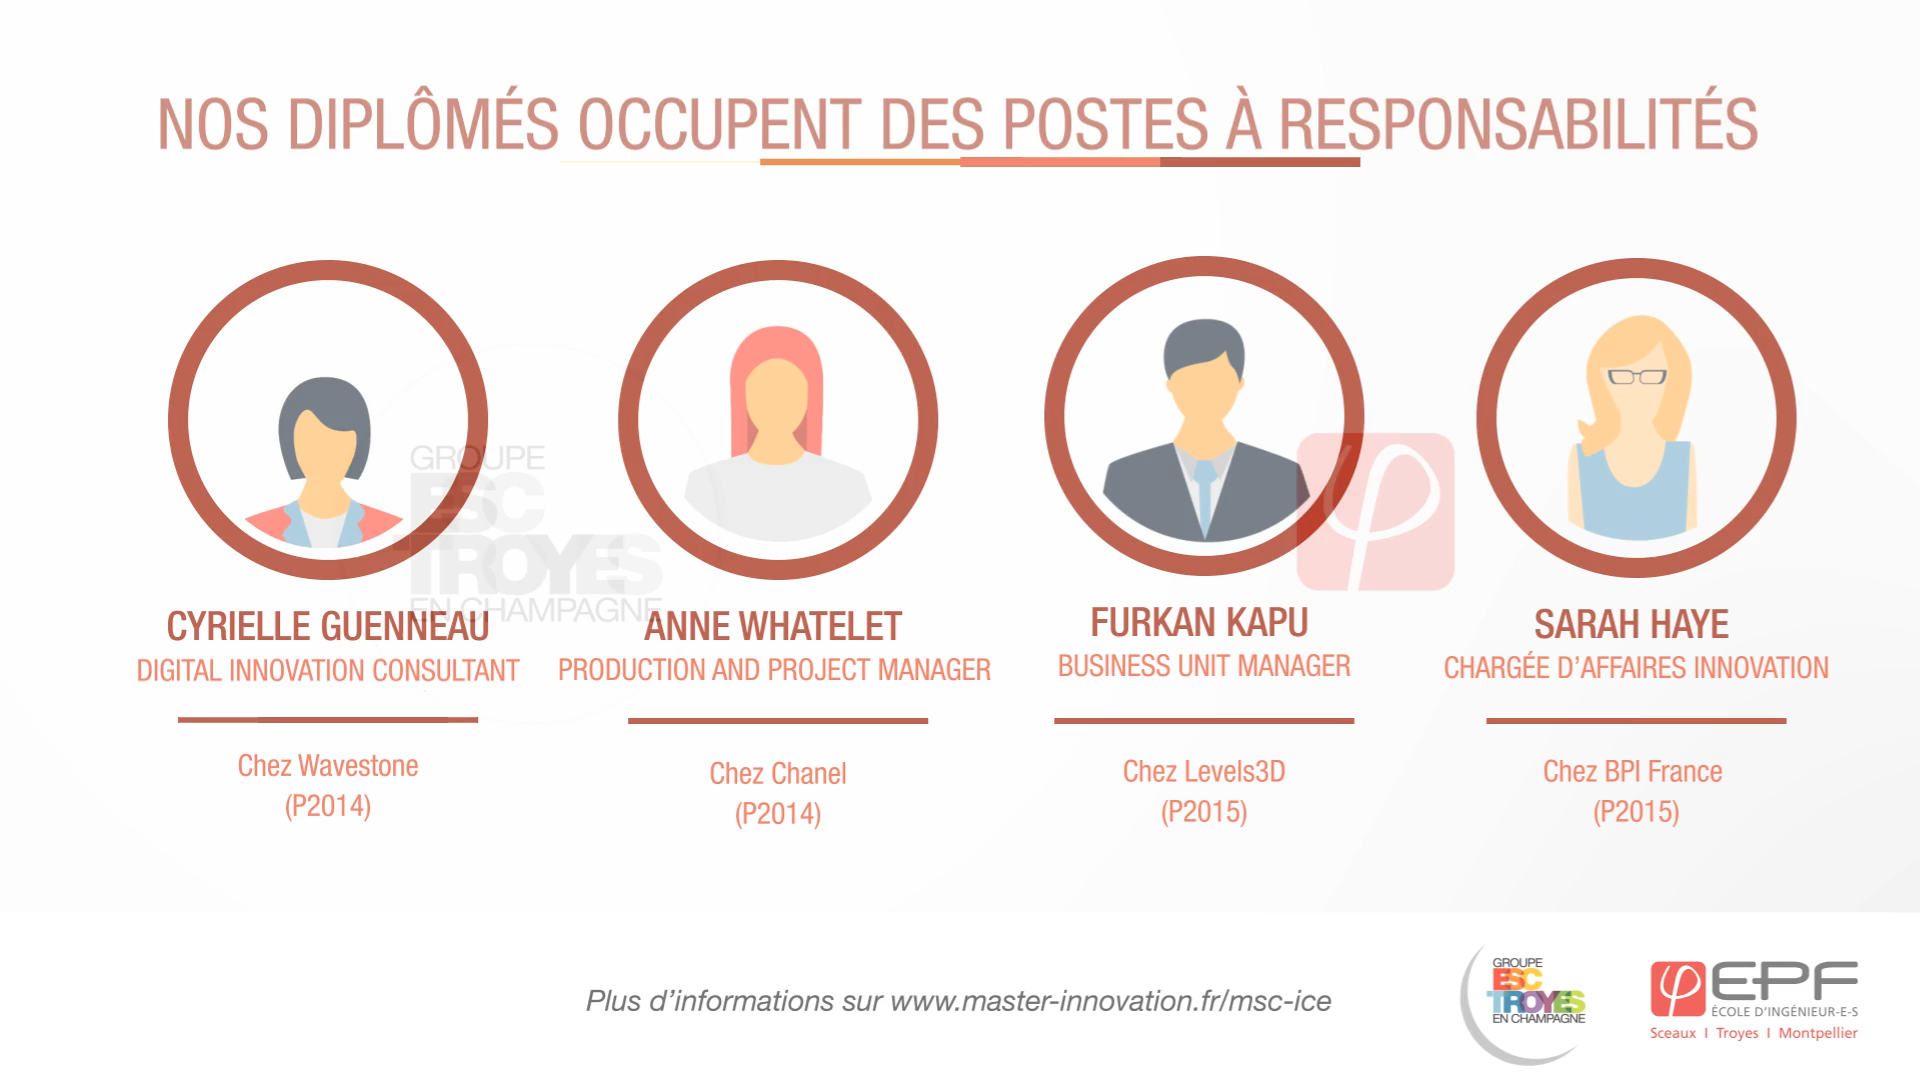 NOS DIPLÔMÉS OCCUPENT DES POSTES À RESPONSABILITÉS
GROUPE
ESC
TROYES
EN CHAMPAGNE
CYRIELLE GUENNEAU
DIGITAL INNOVATION CONSULTANT
Chez Wavestone
(P2014)
ANNE WHATELET
PRODUCTION AND PROJECT MANAGER
Chez Chanel
(P2014)
FURKAN KAPU
BUSINESS UNIT MANAGER
Chez Levels3D
(P2015)
SARAH HAYE
CHARGÉE D’AFFAIRES INNOVATION
Chez BPI France
(P2015)
Plus d’informations sur www.master-innovation.fr/msc-ice
GROUPE
ESC
TROYES
EN CHAMPAGNE
EPF
ÉCOLE D’INGÉNIEUR-E-S
Sceaux I Troyes I Montpellier